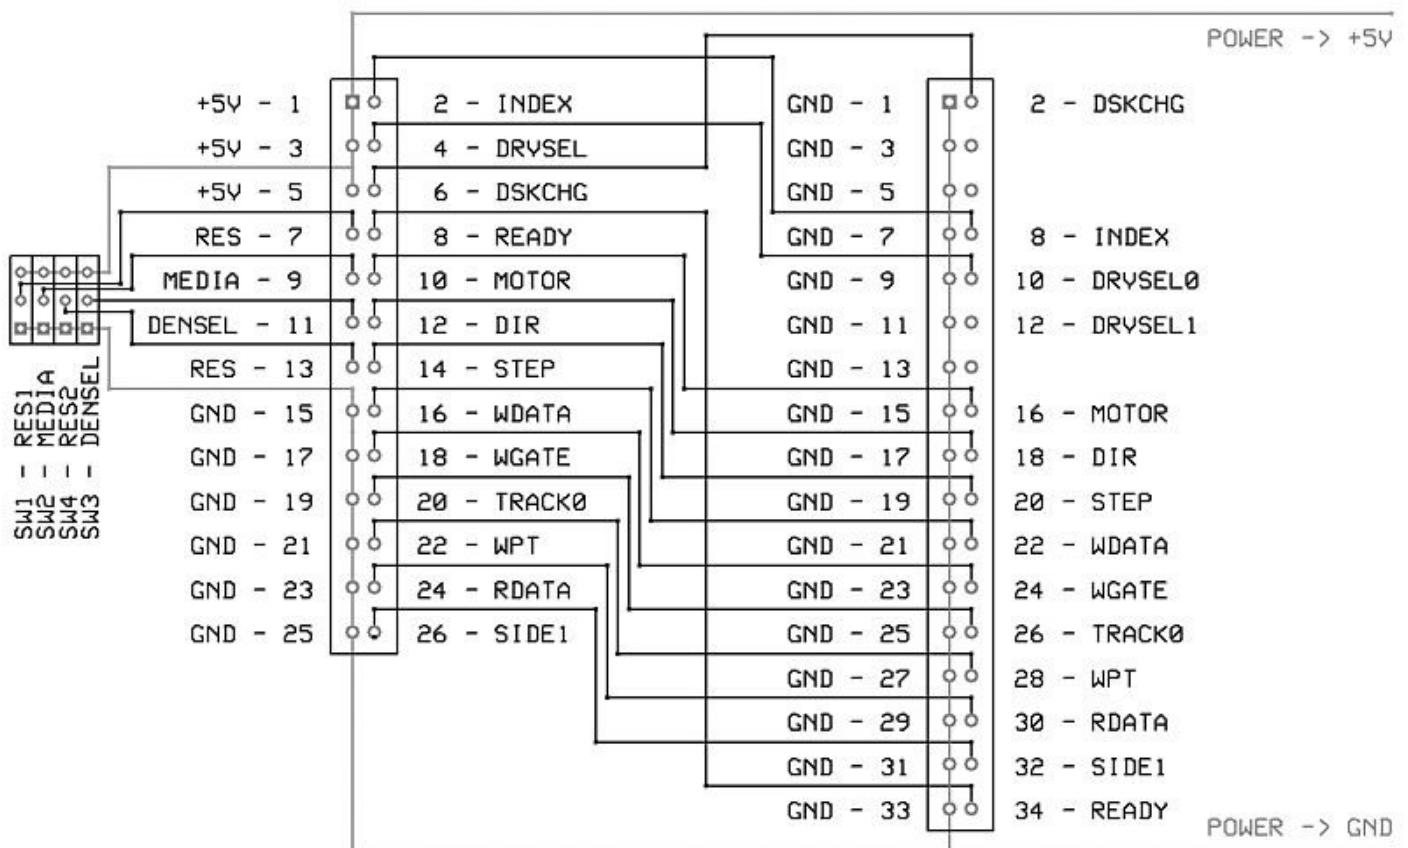 POWER -> +5V
+5V - 1 2 - INDEX GND - 1 2 - DSKCHG
+5V - 3 4 - DRVSEL GND - 3
+5V - 5 6 - DSKCHG GND - 5
RES - 7 8 - READY GND - 7 8 - INDEX
MEDIA - 9 10 - MOTOR GND - 9 10 - DRVSEL0
DENSEL - 11 12 - DIR GND - 11 12 - DRVSEL1
RES - 13 14 - STEP GND - 13
GND - 15 16 - WDATA GND - 15 16 - MOTOR
GND - 17 18 - WGATE GND - 17 18 - DIR
GND - 19 20 - TRACK0 GND - 19 20 - STEP
GND - 21 22 - WPT GND - 21 22 - WDATA
GND - 23 24 - RDATA GND - 23 24 - WGATE
GND - 25 26 - SIDE1 GND - 25 26 - TRACK0
GND - 27 28 - WPT
GND - 29 30 - RDATA
GND - 31 32 - SIDE1
GND - 33 34 - READY
POWER -> GND
SW1 - RES1
SW2 - MEDIA
SW4 - RES2
SW3 - DENSEL